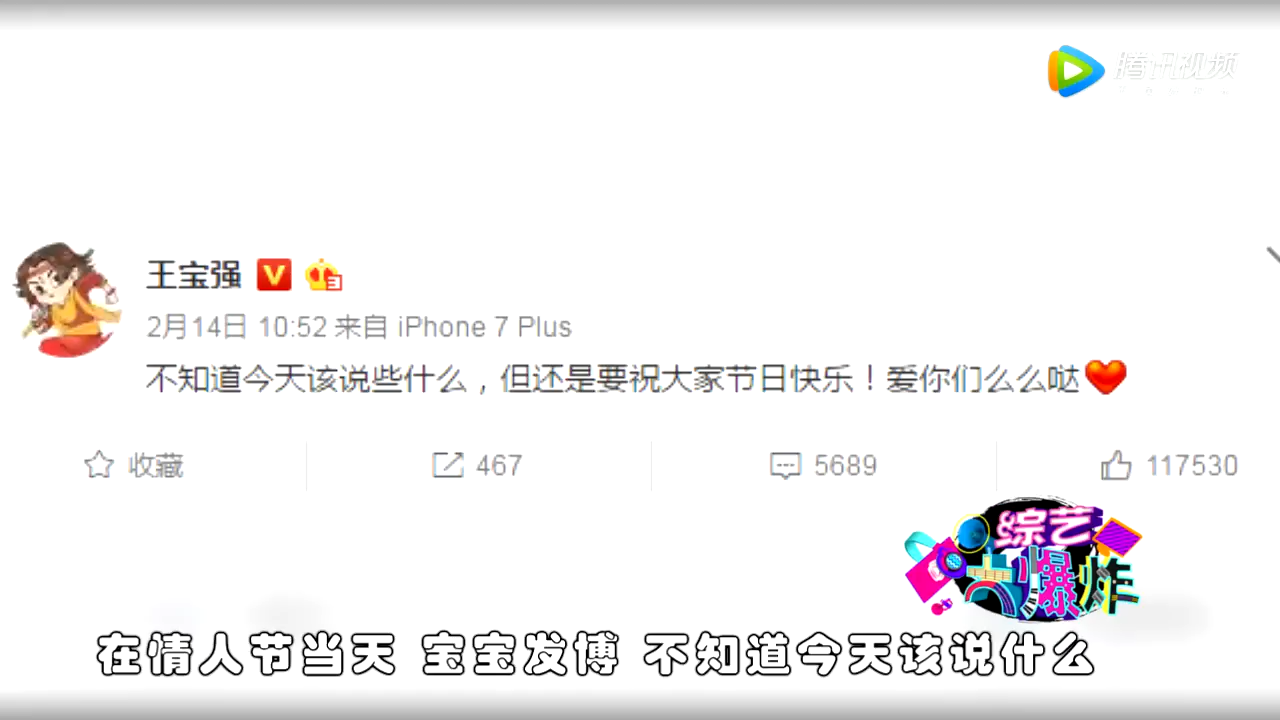 腾讯视频
王宝强
2月14日 10:52 来自 iPhone 7 Plus
不知道今天该说些什么，但还是要祝大家节日快乐！爱你们么么哒❤
收藏 467 5689 117530
综艺
大爆炸
在情人节当天 宝宝发博 不知道今天该说什么